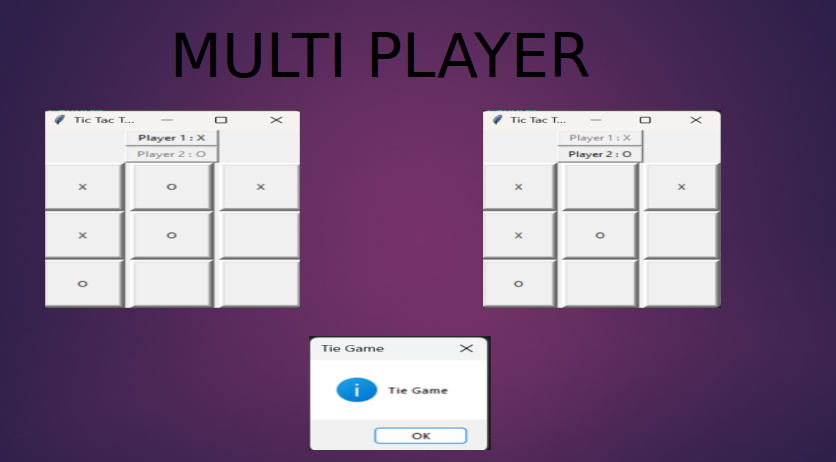 MULTI PLAYER
Tic Tac T...
Player 1 : X
Player 2 : O
X O X
X O
O
Tic Tac T...
Player 1 : X
Player 2 : O
X X
X O
O
Tie Game
i Tie Game
OK